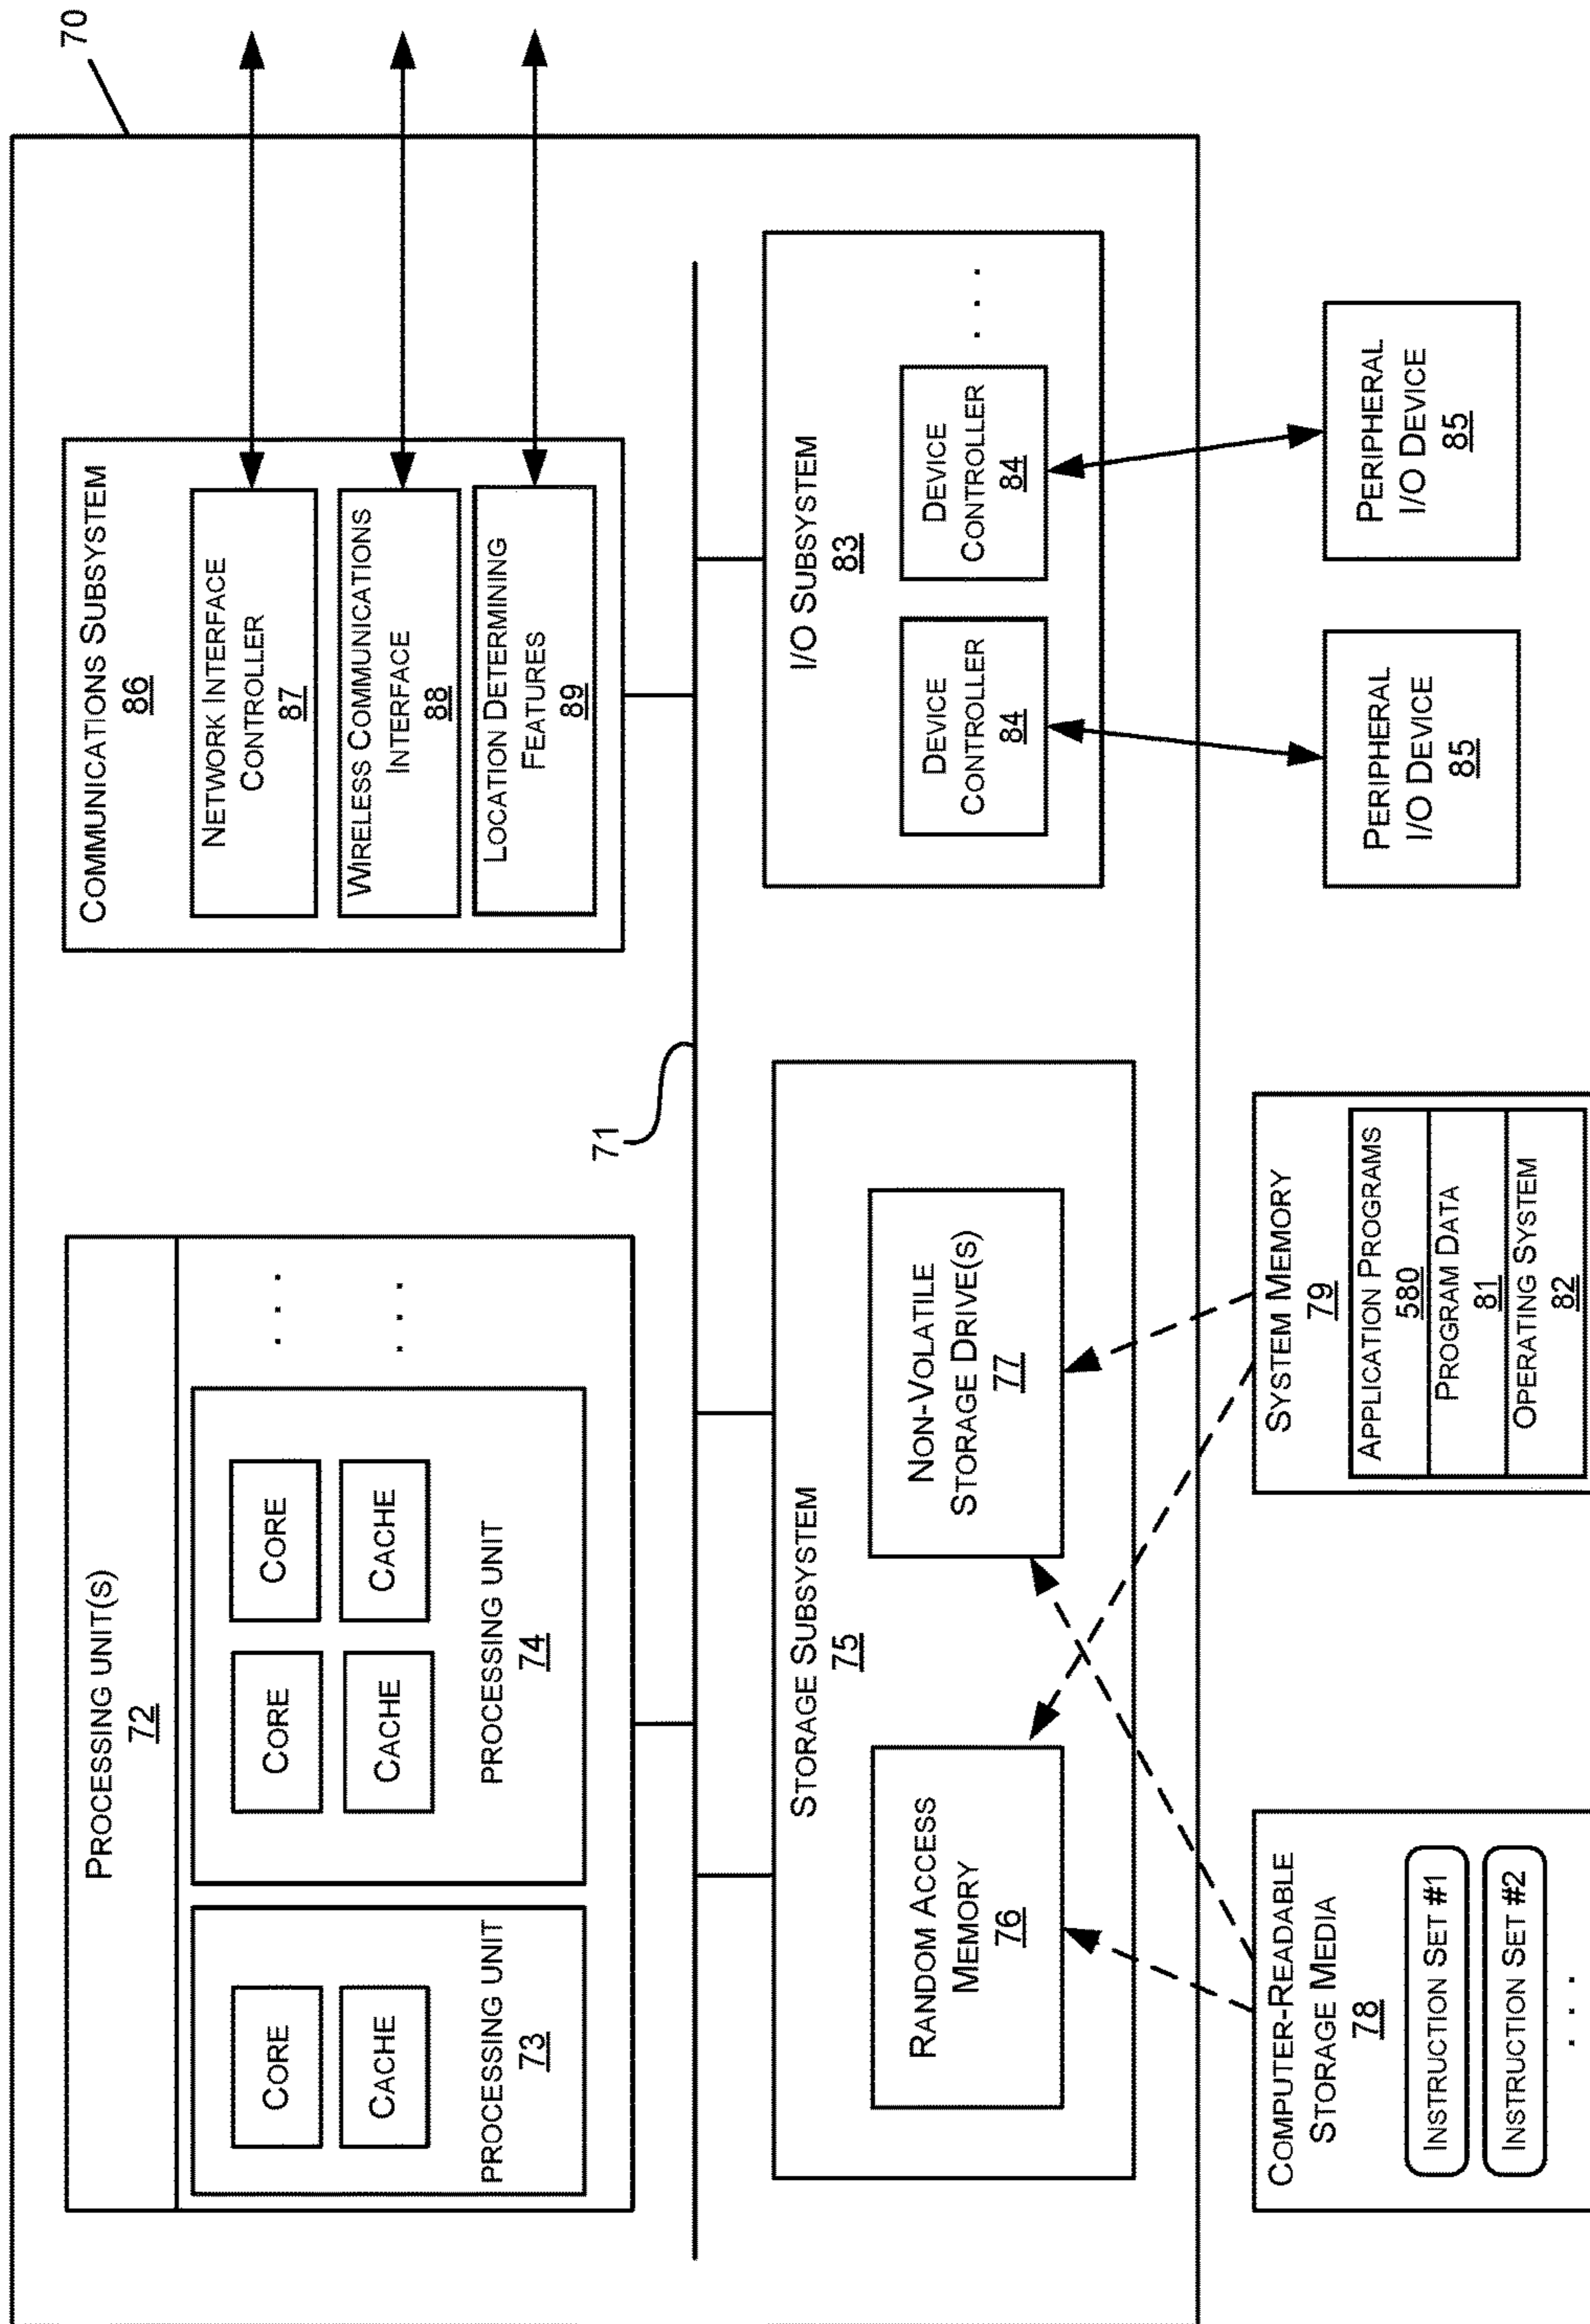 70
PROCESSING UNIT(S)
72
CORE
CACHE
PROCESSING UNIT
73
CORE
CORE
CACHE
CACHE
PROCESSING UNIT
74
. . .
. . .
COMMUNICATIONS SUBSYSTEM
86
NETWORK INTERFACE
CONTROLLER
87
WIRELESS COMMUNICATIONS
INTERFACE
88
LOCATION DETERMINING
FEATURES
89
71
STORAGE SUBSYSTEM
75
RANDOM ACCESS
MEMORY
76
NON-VOLATILE
STORAGE DRIVE(S)
77
I/O SUBSYSTEM
83
DEVICE
CONTROLLER
84
DEVICE
CONTROLLER
84
. . .
COMPUTER-READABLE
STORAGE MEDIA
78
INSTRUCTION SET #1
INSTRUCTION SET #2
. . .
SYSTEM MEMORY
79
APPLICATION PROGRAMS
580
PROGRAM DATA
81
OPERATING SYSTEM
82
PERIPHERAL
I/O DEVICE
85
PERIPHERAL
I/O DEVICE
85